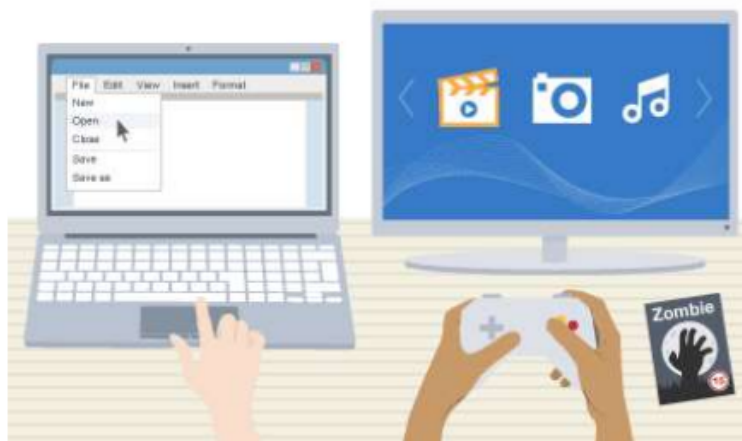 File Edit View Insert Format
New
Open
Close
Save
Save as
Zombie